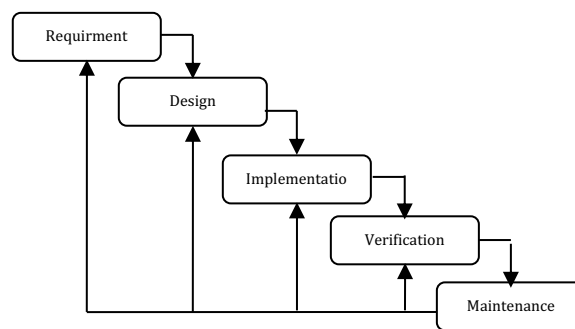 Requirment
Design
Implementatio
Verification
Maintenance